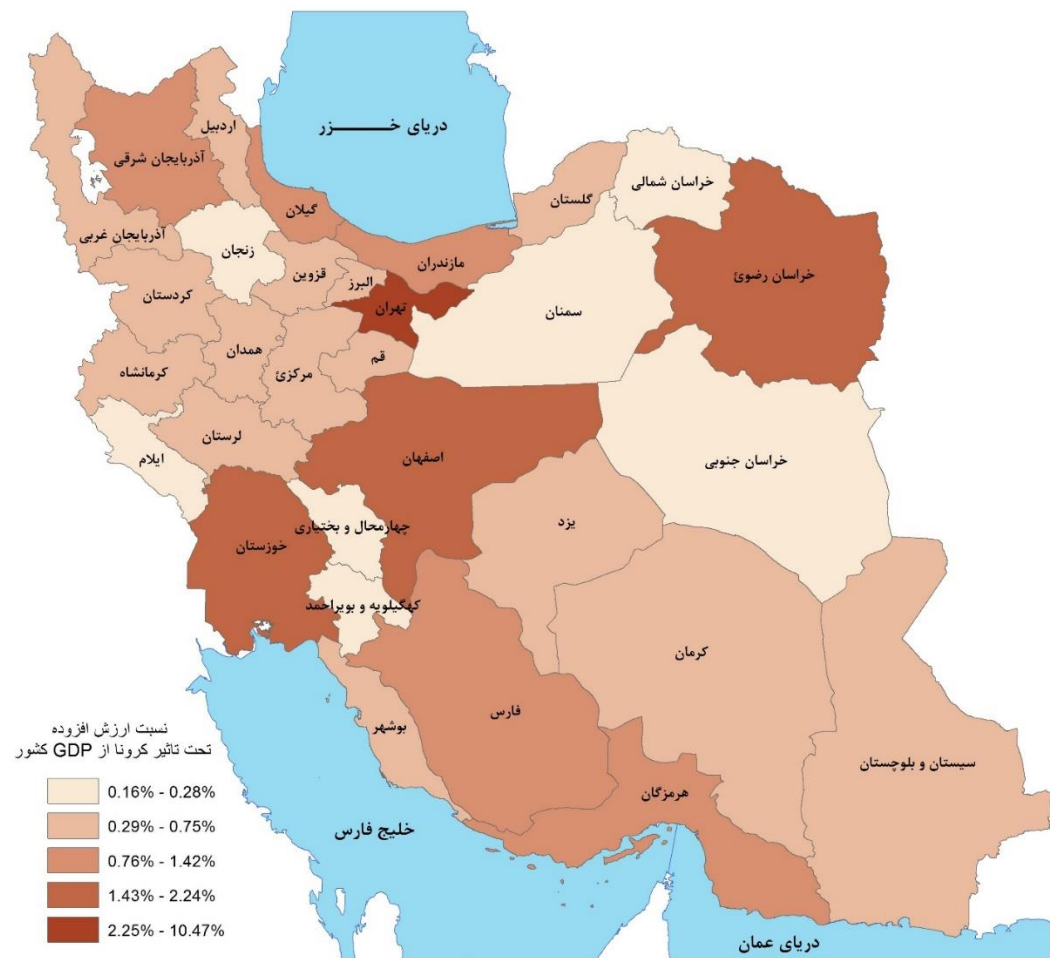 دریای خـــزر
اردبیل
آذربایجان شرقی
خراسان شمالی
گلستان
گیلان
آذربایجان غربی
زنجان
مازندران
خراسان رضوئ
قزوین
البرز
کردستان
تهران
سمنان
همدان
قم
کرمانشاه
مرکزئ
لرستان
اصفهان
ایلام
خراسان جنوبی
چهارمحال و بختیاری
یزد
خوزستان
کهگیلویه و بویراحمد
کرمان
فارس
بوشهر
سیستان و بلوچستان
هرمزگان
خلیج فارس
دریای عمان
نسبت ارزش افزوده
تحت تاثیر کرونا از GDP کشور
0.16% - 0.28%
0.29% - 0.75%
0.76% - 1.42%
1.43% - 2.24%
2.25% - 10.47%